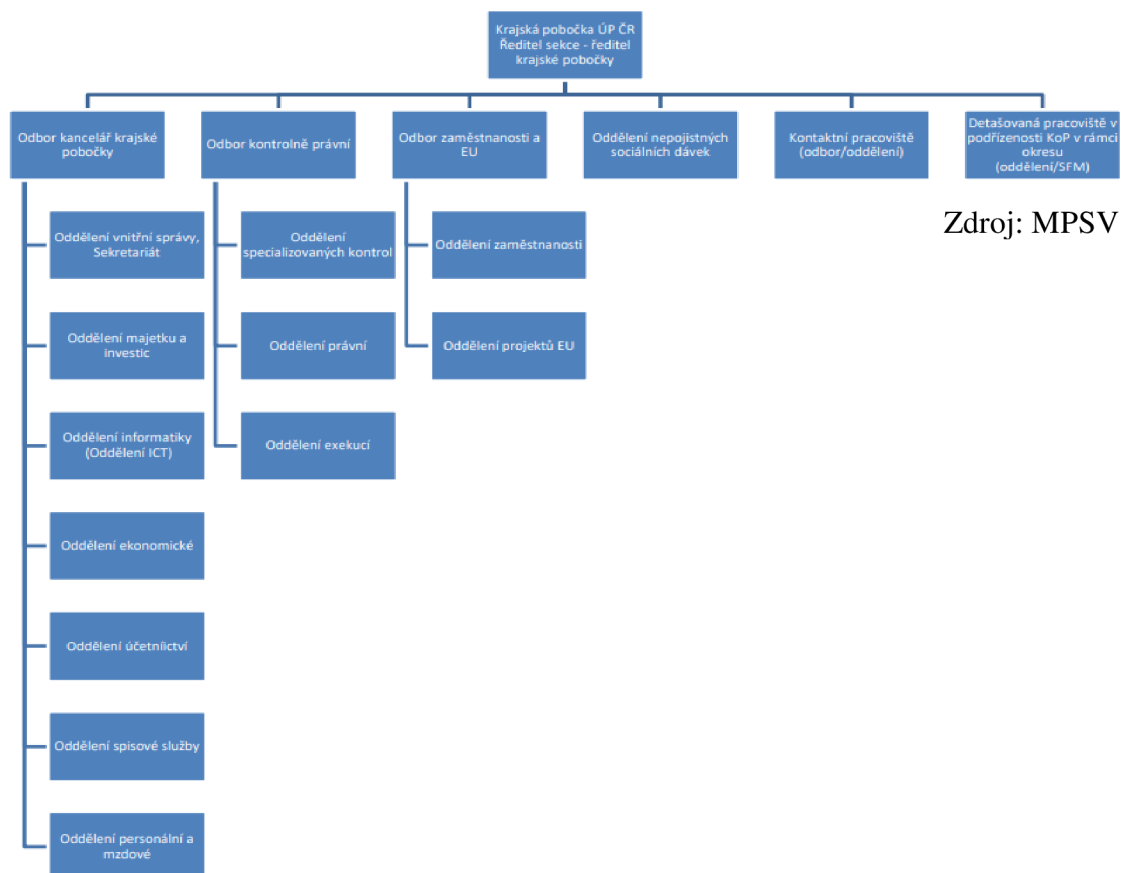 Krajská pobočka ÚP ČR
Ředitel sekce - ředitel
krajské pobočky
Odbor kancelář krajské
pobočky
Odbor kontrolně právní
Odbor zaměstnanosti a
EU
Oddělení nepojistných
sociálních dávek
Kontaktní pracoviště
(odbor/oddělení)
Detašovaná pracoviště v
podřízenosti KoP v rámci
okresu
(oddělení/SFM)
Zdroj: MPSV
Oddělení vnitřní správy,
Sekretariát
Oddělení
specializovaných kontrol
Oddělení zaměstnanosti
Oddělení majetku a
investic
Oddělení právní
Oddělení projektů EU
Oddělení informatiky
(Oddělení ICT)
Oddělení exekucí
Oddělení ekonomické
Oddělení účetníictví
Oddělení spisové služby
Oddělení personální a
mzdové